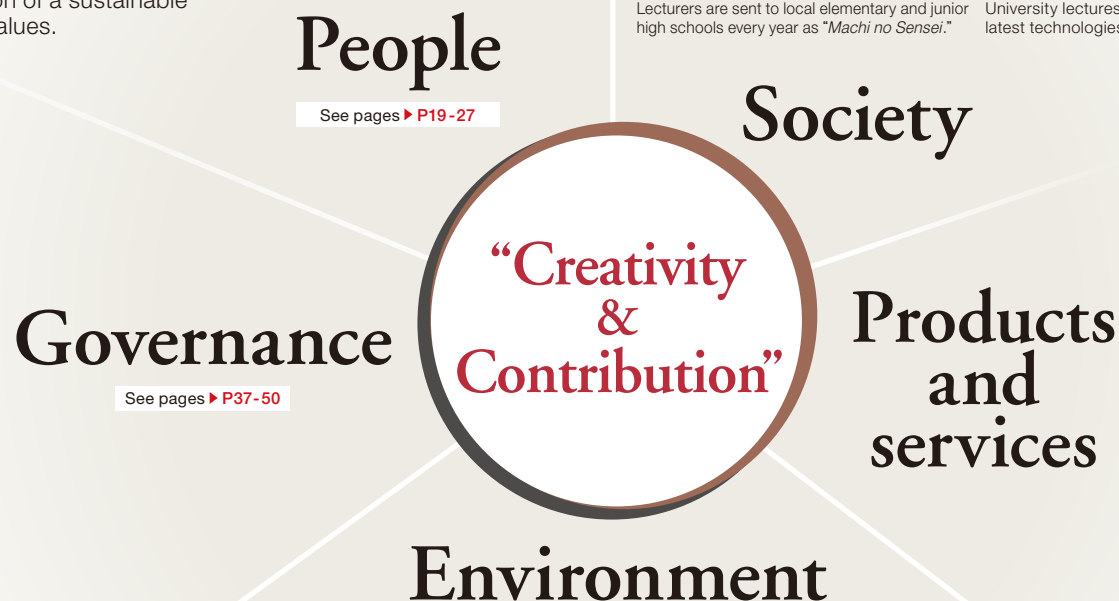 on of a sustainable
alues.
People
See pages P19-27
Lecturers are sent to local elementary and junior
high schools every year as “Machi no Sensei.”
University lectures
latest technologies
Society
“Creativity
&
Contribution”
Governance
See pages P37-50
Products
and
services
Environment